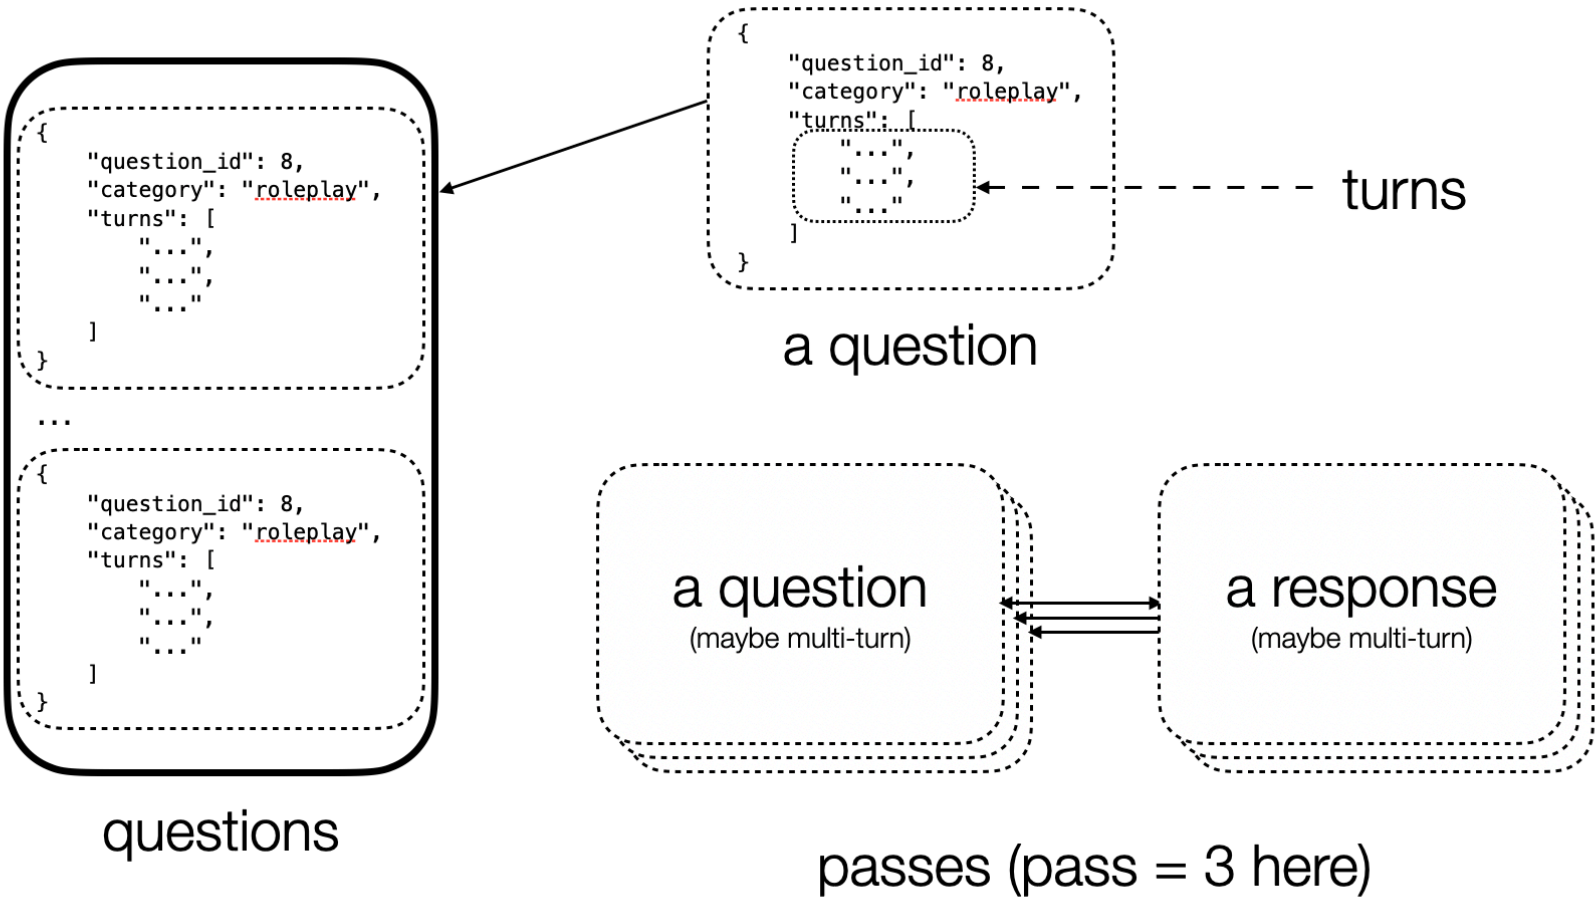 {
"question_id": 8,
"category": "roleplay",
"turns": [
"...",
"...",
"..."
]
}
...
{
"question_id": 8,
"category": "roleplay",
"turns": [
"...",
"...",
"..."
]
}
questions
{
"question_id": 8,
"category": "roleplay",
"turns": [
"...",
"...",
"..."
]
}
turns
a question
a question
(maybe multi-turn)
a response
(maybe multi-turn)
passes (pass = 3 here)